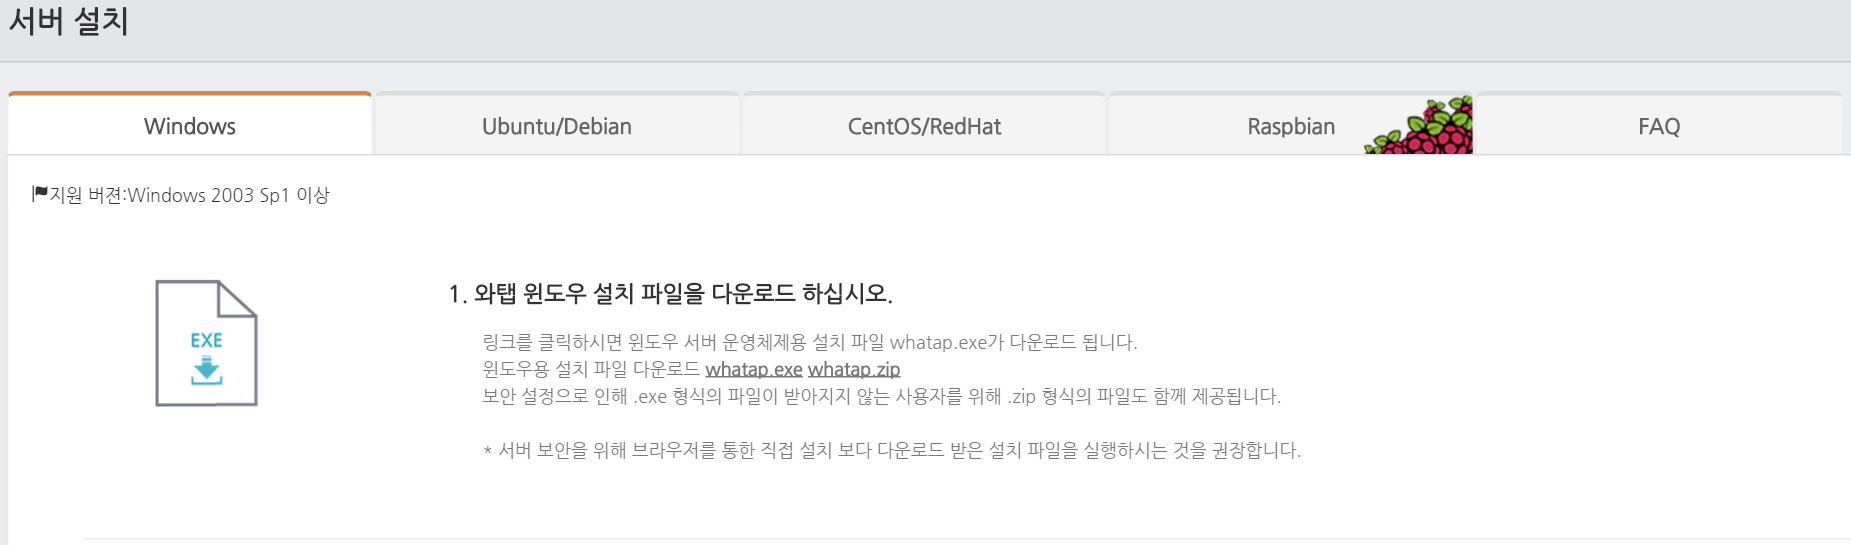 서버 설치
Windows
Ubuntu/Debian
CentOS/RedHat
Raspbian
FAQ
지원 버젼:Windows 2003 Sp1 이상
EXE
1. 와탭 윈도우 설치 파일을 다운로드 하십시오.
링크를 클릭하시면 윈도우 서버 운영체제용 설치 파일 whatap.exe가 다운로드 됩니다.
윈도우용 설치 파일 다운로드 whatap.exe whatap.zip
보안 설정으로 인해 .exe 형식의 파일이 받아지지 않는 사용자를 위해 .zip 형식의 파일도 함께 제공됩니다.
* 서버 보안을 위해 브라우저를 통한 직접 설치 보다 다운로드 받은 설치 파일을 실행하시는 것을 권장합니다.